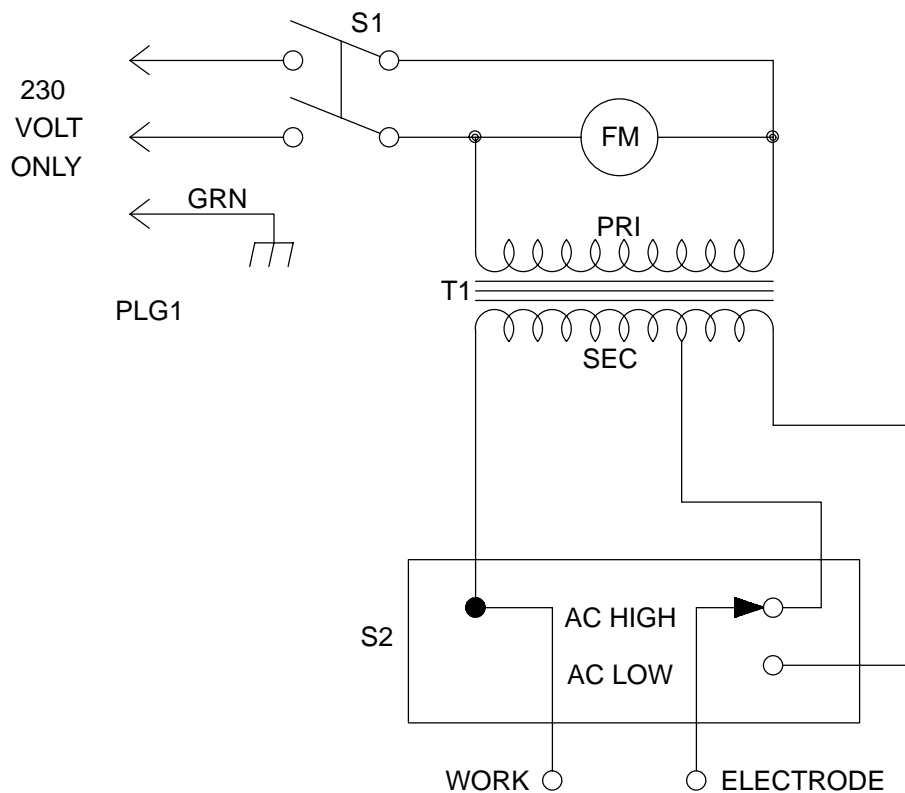 S1
230
VOLT
ONLY
FM
GRN
PRI
T1
PLG1
SEC
AC HIGH
S2
AC LOW
WORK
ELECTRODE